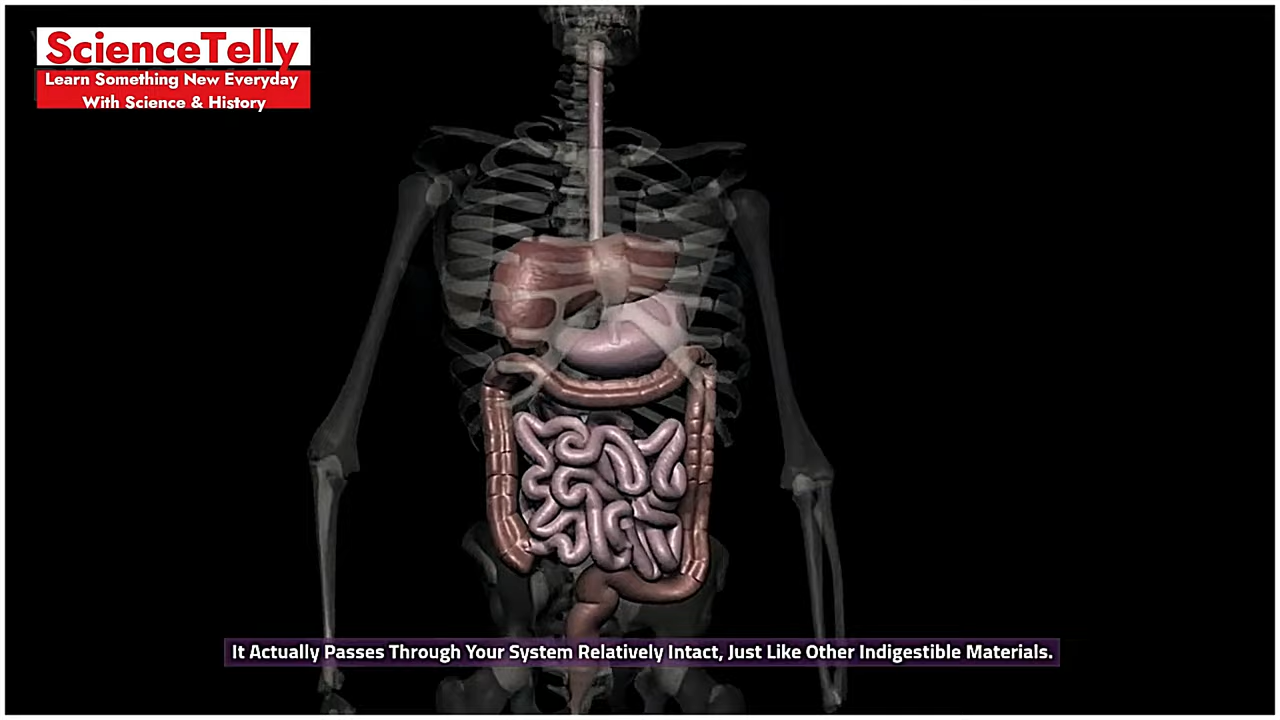 ScienceTelly
Learn Something New Everyday
With Science & History
It Actually Passes Through Your System Relatively Intact, Just Like Other Indigestible Materials.